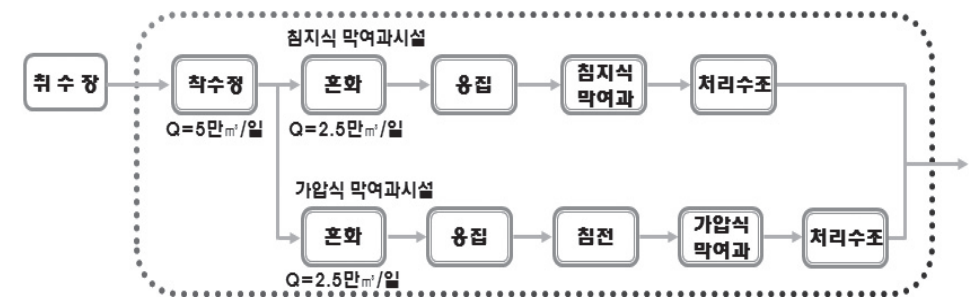 침지식 막여과시설
취수장
착수정
혼화
응집
침지식
막여과
처리수조
Q=5만㎥/일
Q=2.5만㎥/일
가압식 막여과시설
혼화
응집
침전
가압식
막여과
처리수조
Q=2.5만㎥/일